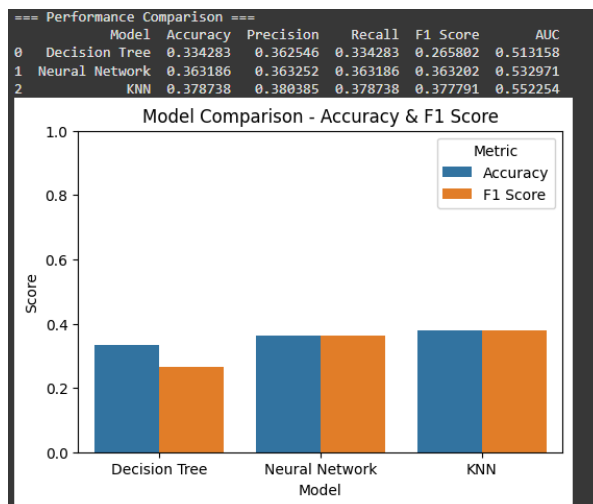 === Performance Comparison ===
Model Accuracy Precision Recall F1 Score AUC
0 Decision Tree 0.334283 0.362546 0.334283 0.265802 0.513158
1 Neural Network 0.363186 0.363252 0.363186 0.363202 0.532971
2 KNN 0.378738 0.380385 0.378738 0.377791 0.552254
Model Comparison - Accuracy & F1 Score
Metric
Accuracy
F1 Score
1.0
0.8
0.6
0.4
0.2
0.0
Score
Decision Tree Neural Network KNN
Model